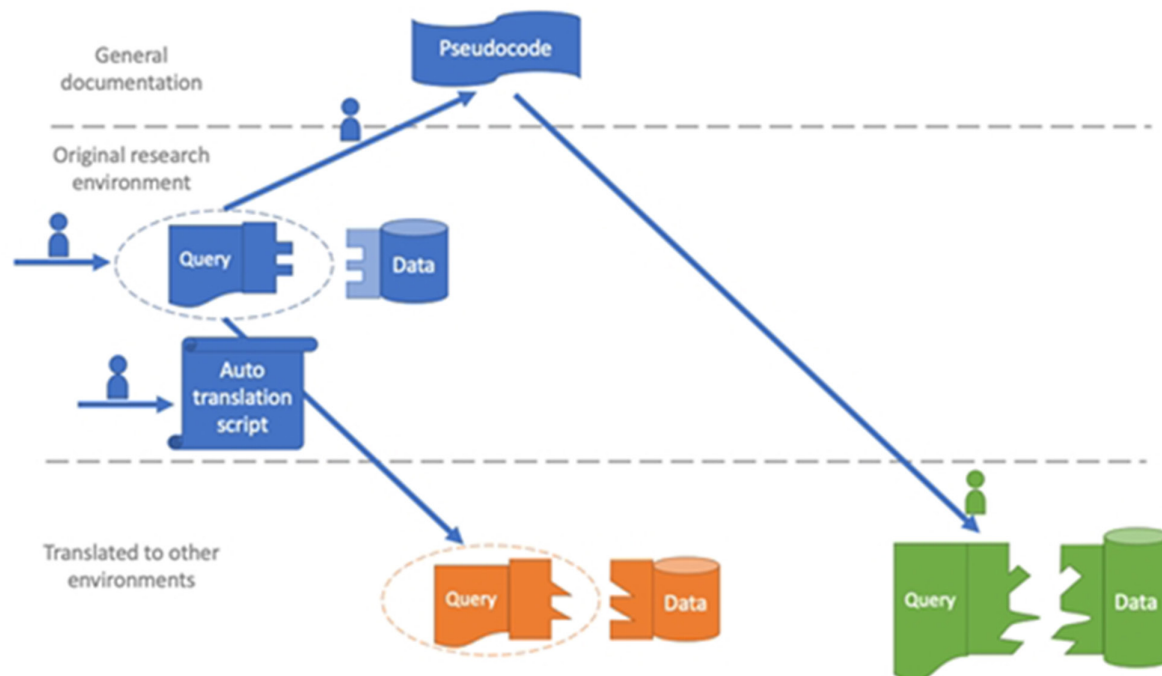 General
documentation
Pseudocode
Original research
environment
Query
Data
Auto
translation
script
Translated to other
environments
Query
Data
Query
Data